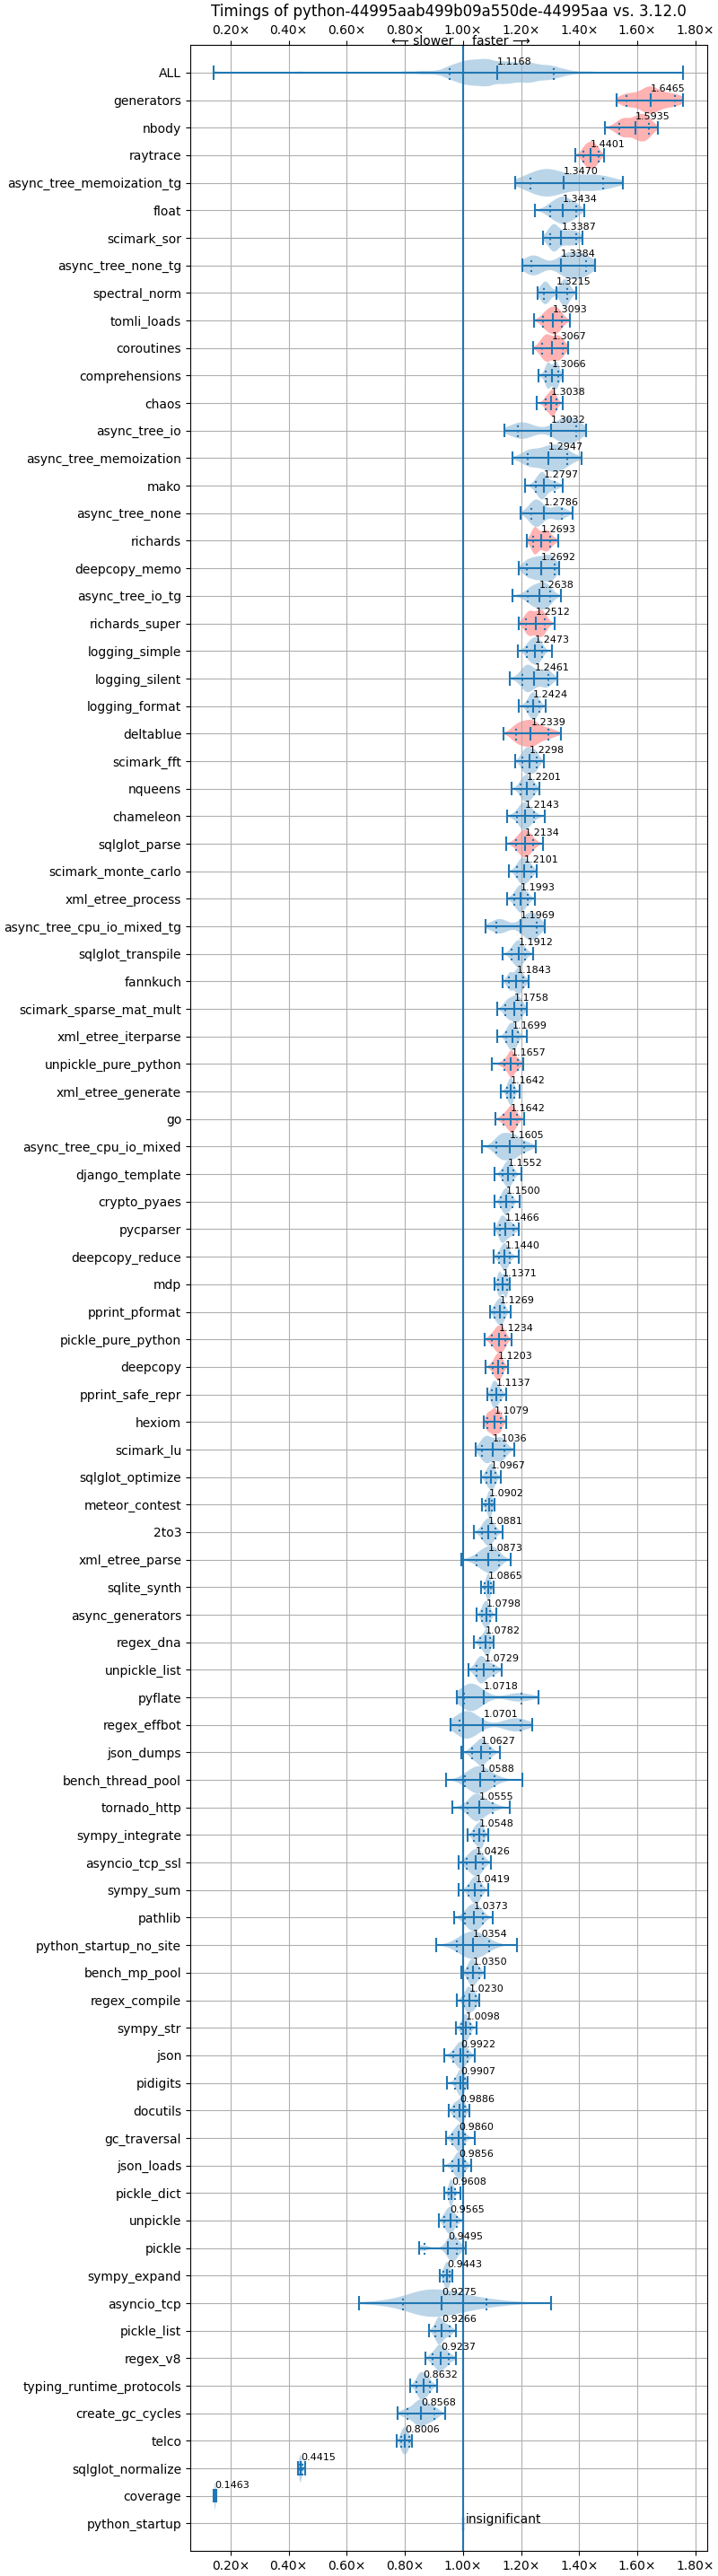 Timings of python-44995aab499b09a550de-44995aa vs. 3.12.0
0.20× 0.40× 0.60× 0.80× 1.00× 1.20× 1.40× 1.60× 1.80×
⟵ slower faster ⟶
ALL 1.1168
generators 1.6465
nbody 1.5935
raytrace 1.4401
async_tree_memoization_tg 1.3470
float 1.3434
scimark_sor 1.3387
async_tree_none_tg 1.3384
spectral_norm 1.3215
tomli_loads 1.3093
coroutines 1.3067
comprehensions 1.3066
chaos 1.3038
async_tree_io 1.3032
async_tree_memoization 1.2947
mako 1.2797
async_tree_none 1.2786
richards 1.2693
deepcopy_memo 1.2692
async_tree_io_tg 1.2638
richards_super 1.2512
logging_simple 1.2473
logging_silent 1.2461
logging_format 1.2424
deltablue 1.2339
scimark_fft 1.2298
nqueens 1.2201
chameleon 1.2143
sqlglot_parse 1.2134
scimark_monte_carlo 1.2101
xml_etree_process 1.1993
async_tree_cpu_io_mixed_tg 1.1969
sqlglot_transpile 1.1912
fannkuch 1.1843
scimark_sparse_mat_mult 1.1758
xml_etree_iterparse 1.1699
unpickle_pure_python 1.1657
xml_etree_generate 1.1642
go 1.1642
async_tree_cpu_io_mixed 1.1605
django_template 1.1552
crypto_pyaes 1.1500
pycparser 1.1466
deepcopy_reduce 1.1440
mdp 1.1371
pprint_pformat 1.1269
pickle_pure_python 1.1234
deepcopy 1.1203
pprint_safe_repr 1.1137
hexiom 1.1079
scimark_lu 1.1036
sqlglot_optimize 1.0967
meteor_contest 1.0902
2to3 1.0881
xml_etree_parse 1.0873
sqlite_synth 1.0865
async_generators 1.0798
regex_dna 1.0782
unpickle_list 1.0729
pyflate 1.0718
regex_effbot 1.0701
json_dumps 1.0627
bench_thread_pool 1.0588
tornado_http 1.0555
sympy_integrate 1.0548
asyncio_tcp_ssl 1.0426
sympy_sum 1.0419
pathlib 1.0373
python_startup_no_site 1.0354
bench_mp_pool 1.0350
regex_compile 1.0230
sympy_str 1.0098
json 0.9922
pidigits 0.9907
docutils 0.9886
gc_traversal 0.9860
json_loads 0.9856
pickle_dict 0.9608
unpickle 0.9565
pickle 0.9495
sympy_expand 0.9443
asyncio_tcp 0.9275
pickle_list 0.9266
regex_v8 0.9237
typing_runtime_protocols 0.8632
create_gc_cycles 0.8568
telco 0.8006
sqlglot_normalize 0.4415
coverage 0.1463
python_startup insignificant
0.20× 0.40× 0.60× 0.80× 1.00× 1.20× 1.40× 1.60× 1.80×